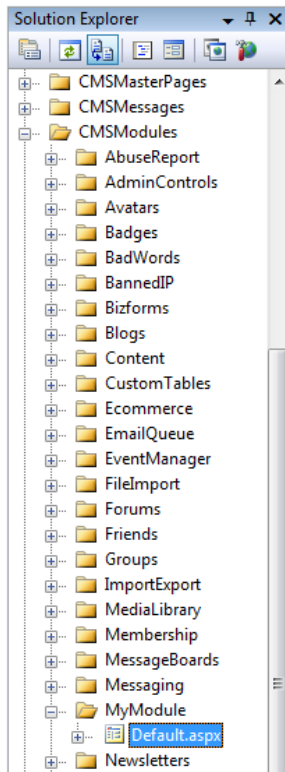 Solution Explorer
CMSMasterPages
CMSMessages
CMSModules
AbuseReport
AdminControls
Avatars
Badges
BadWords
BannedIP
Bizforms
Blogs
Content
CustomTables
Ecommerce
EmailQueue
EventManager
FileImport
Forums
Friends
Groups
ImportExport
MediaLibrary
Membership
MessageBoards
Messaging
MyModule
Default.aspx
Newsletters